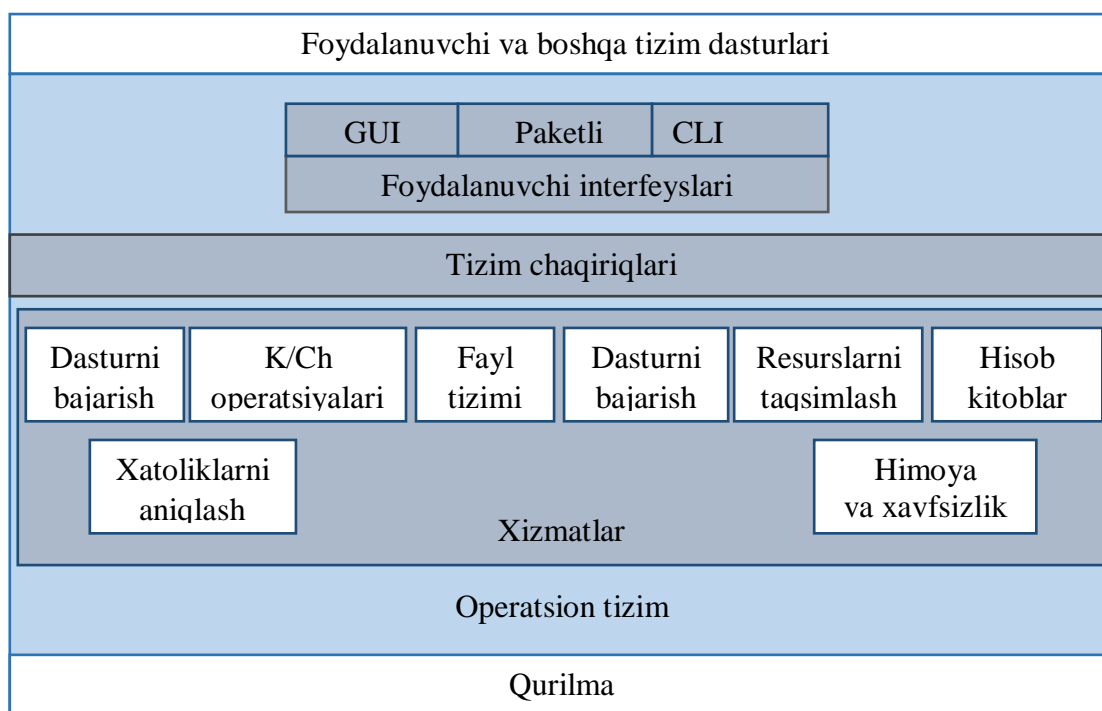 Foydalanuvchi va boshqa tizim dasturlari
GUI
Paketli
CLI
Foydalanuvchi interfeyslari
Tizim chaqiriqlari
Dasturni
bajarish
K/Ch
operatsiyalari
Fayl
tizimi
Dasturni
bajarish
Resurslarni
taqsimlash
Hisob
kitoblar
Xatoliklarni
aniqlash
Himoya
va xavfsizlik
Xizmatlar
Operatsion tizim
Qurilma